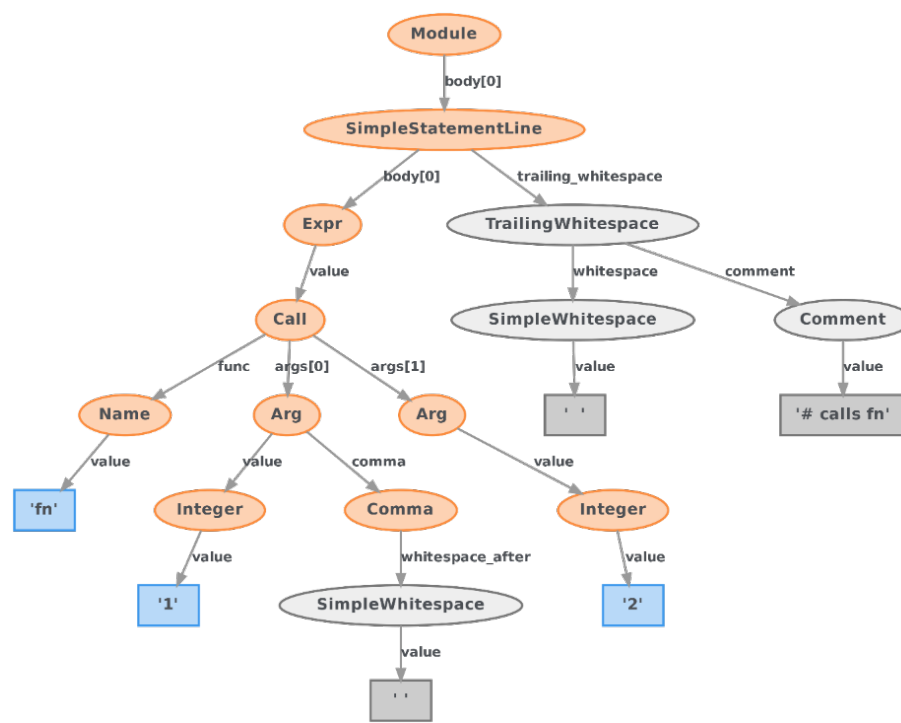 Module
body[0]
SimpleStatementLine
body[0]
trailing_whitespace
Expr
TrailingWhitespace
value
whitespace
comment
Call
SimpleWhitespace
Comment
func
args[0]
args[1]
value
value
Name
Arg
Arg
'  '
'# calls fn'
value
value
comma
value
'fn'
Integer
Comma
Integer
value
whitespace_after
value
'1'
SimpleWhitespace
'2'
value
' '